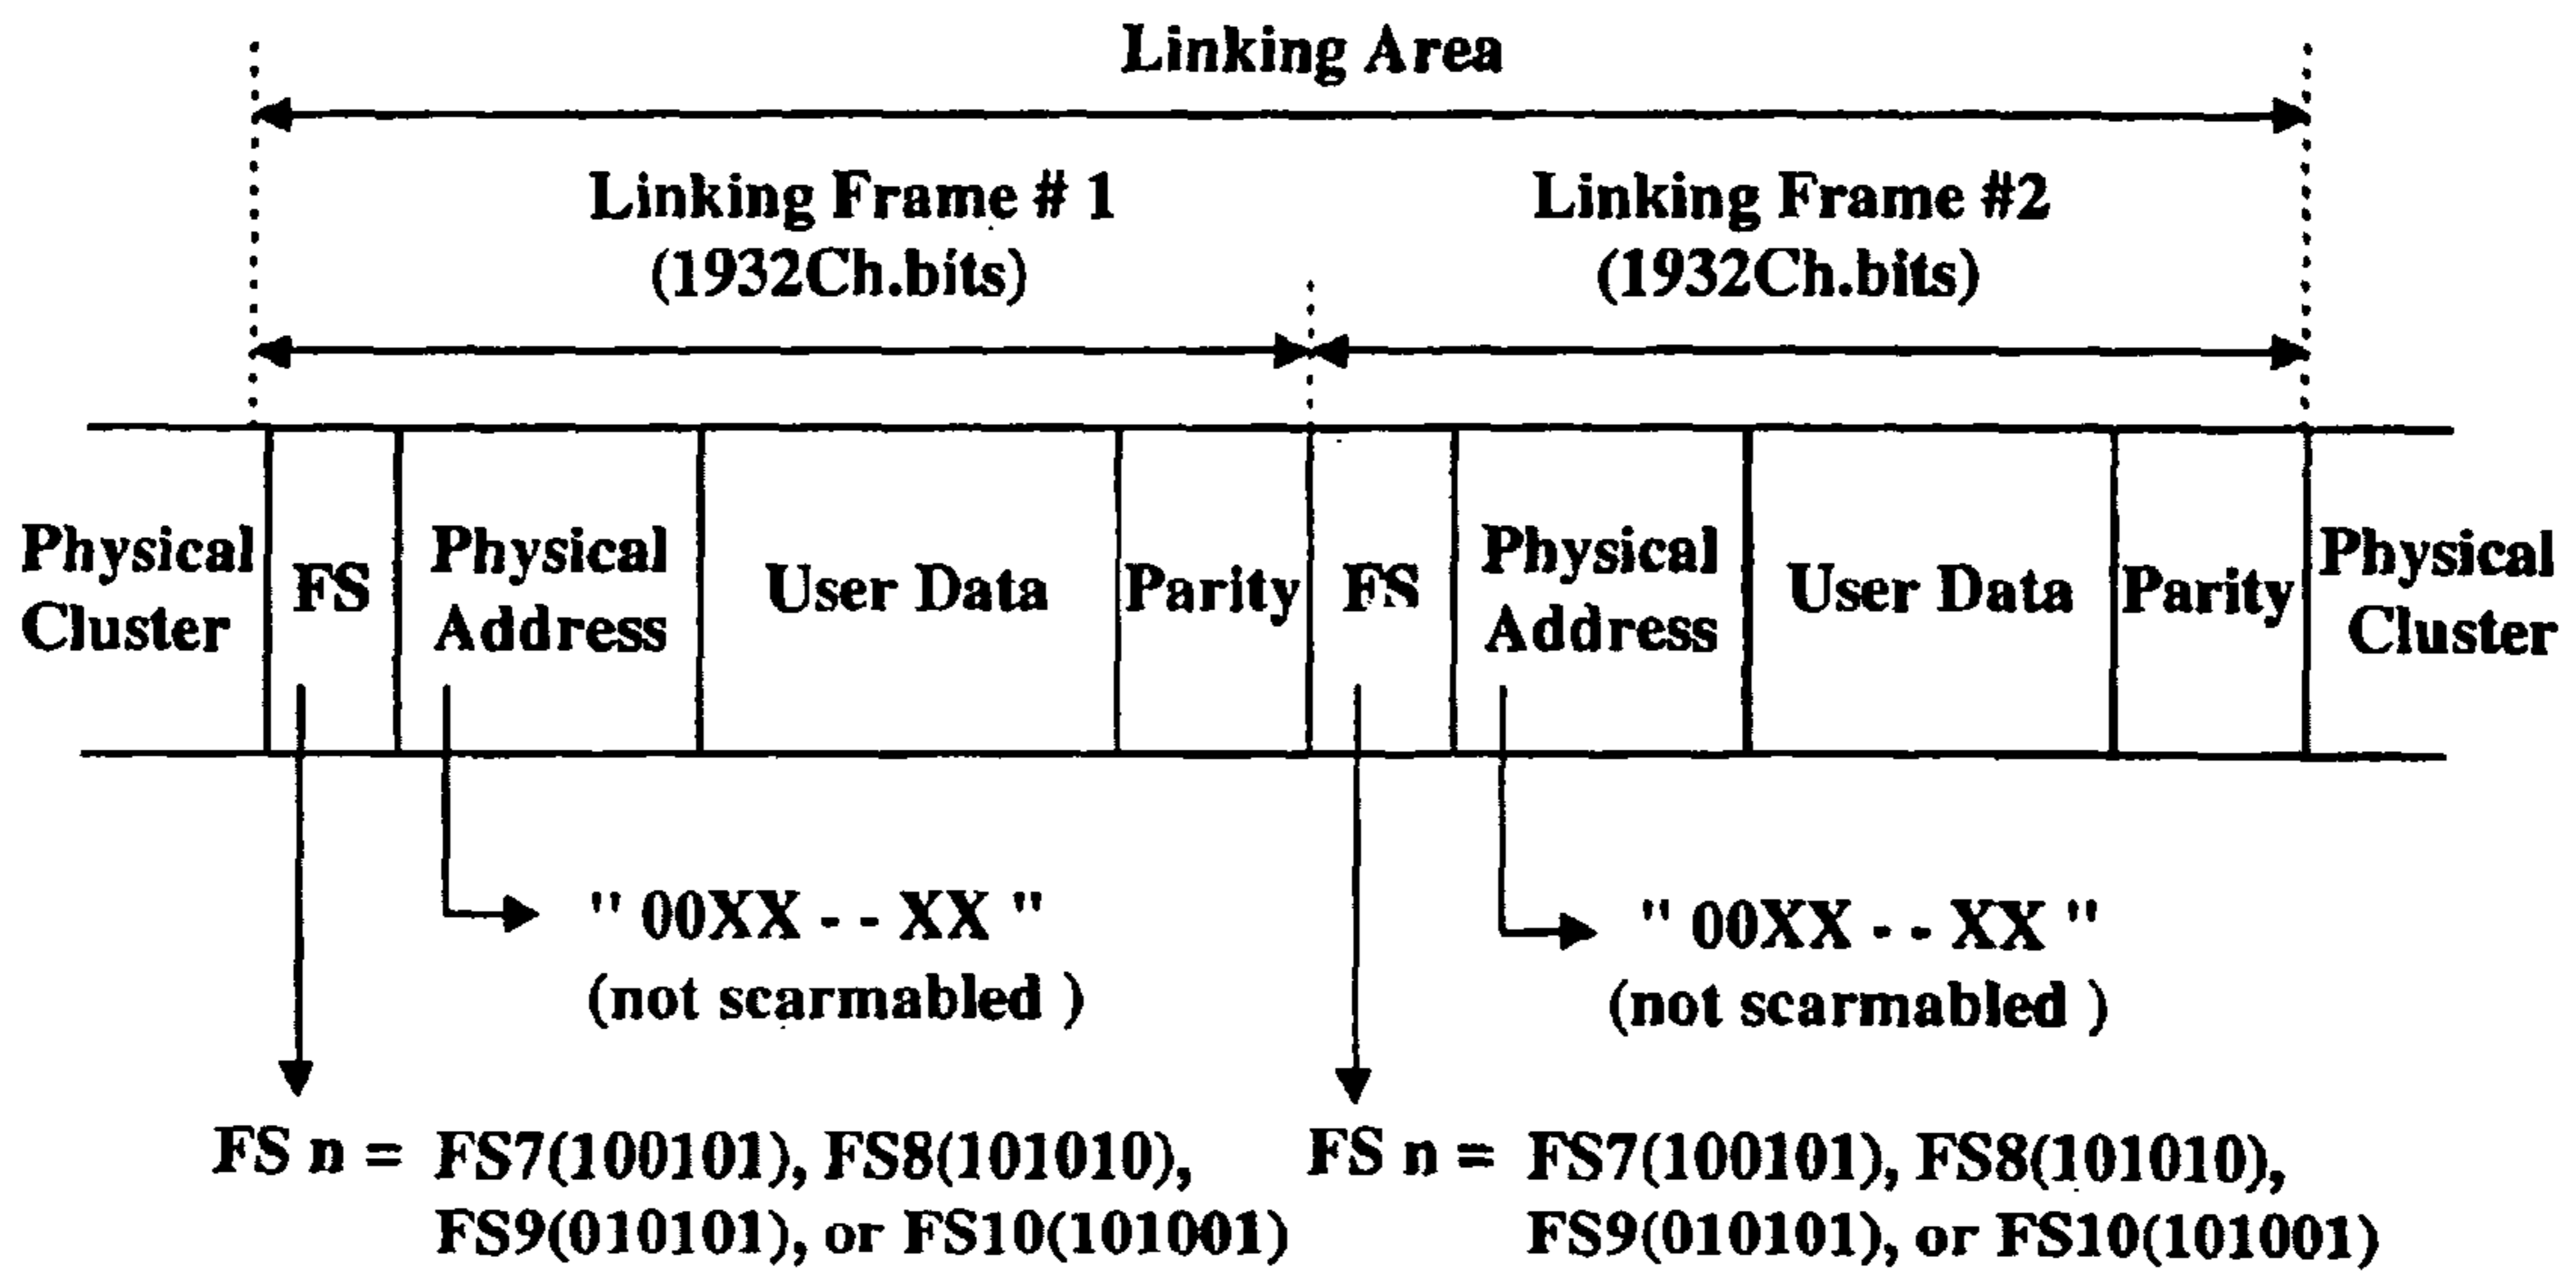 Linking Area
Linking Frame # 1
(1932Ch.bits)
Linking Frame #2
(1932Ch.bits)
Physical
Cluster
FS
Physical
Address
User Data
Parity
FS
Physical
Address
User Data
Parity
Physical
Cluster
" 00XX - - XX "
(not scarmabled )
" 00XX - - XX "
(not scarmabled )
FS n = FS7(100101), FS8(101010),
FS9(010101), or FS10(101001)
FS n = FS7(100101), FS8(101010),
FS9(010101), or FS10(101001)